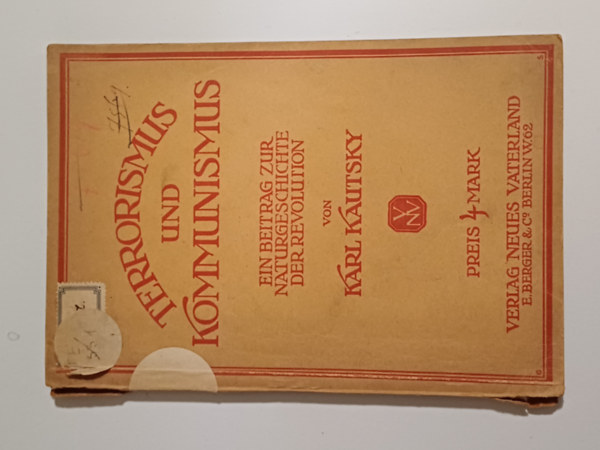 TERRORISMUS
UND
KOMMUNISMUS
EIN BEITRAG ZUR
NATURGESCHICHTE
DER REVOLUTION
VON
KARL KAUTSKY
VNV
PREIS 4 MARK
VERLAG NEUES VATERLAND
E. BERGER & Co BERLIN W. 62